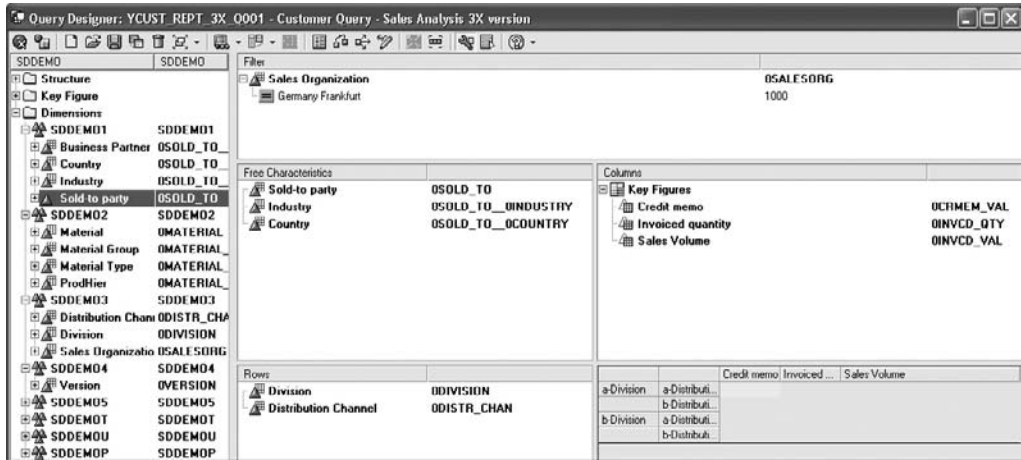 Query Designer: YCUST_REPT_3X_Q001 - Customer Query - Sales Analysis 3X version
SDDEMO SDDEMO
Structure
Key Figure
Dimensions
SDDEMO1 SDDEMO1
Business Partner 0SOLD_TO__
Country 0SOLD_TO__
Industry 0SOLD_TO__
Sold-to party 0SOLD_TO
SDDEMO2 SDDEMO2
Material 0MATERIAL
Material Group 0MATERIAL_
Material Type 0MATERIAL_
ProdHier 0MATERIAL_
SDDEMO3 SDDEMO3
Distribution Chan 0DISTR_CHA
Division 0DIVISION
Sales Organizatio 0SALESORG
SDDEMO4 SDDEMO4
Version 0VERSION
SDDEMO5 SDDEMO5
SDDEMOT SDDEMOT
SDDEMOU SDDEMOU
SDDEMOP SDDEMOP
Filter
Sales Organization 0SALESORG
Germany Frankfurt 1000
Free Characteristics
Sold-to party 0SOLD_TO
Industry 0SOLD_TO__0INDUSTRY
Country 0SOLD_TO__0COUNTRY
Columns
Key Figures
Credit memo 0CRMEM_VAL
Invoiced quantity 0INVCD_QTY
Sales Volume 0INVCD_VAL
Rows
Division 0DIVISION
Distribution Channel 0DISTR_CHAN
Credit memo Invoiced ... Sales Volume
a-Division a-Distributi...
b-Distributi...
b-Division a-Distributi...
b-Distributi...